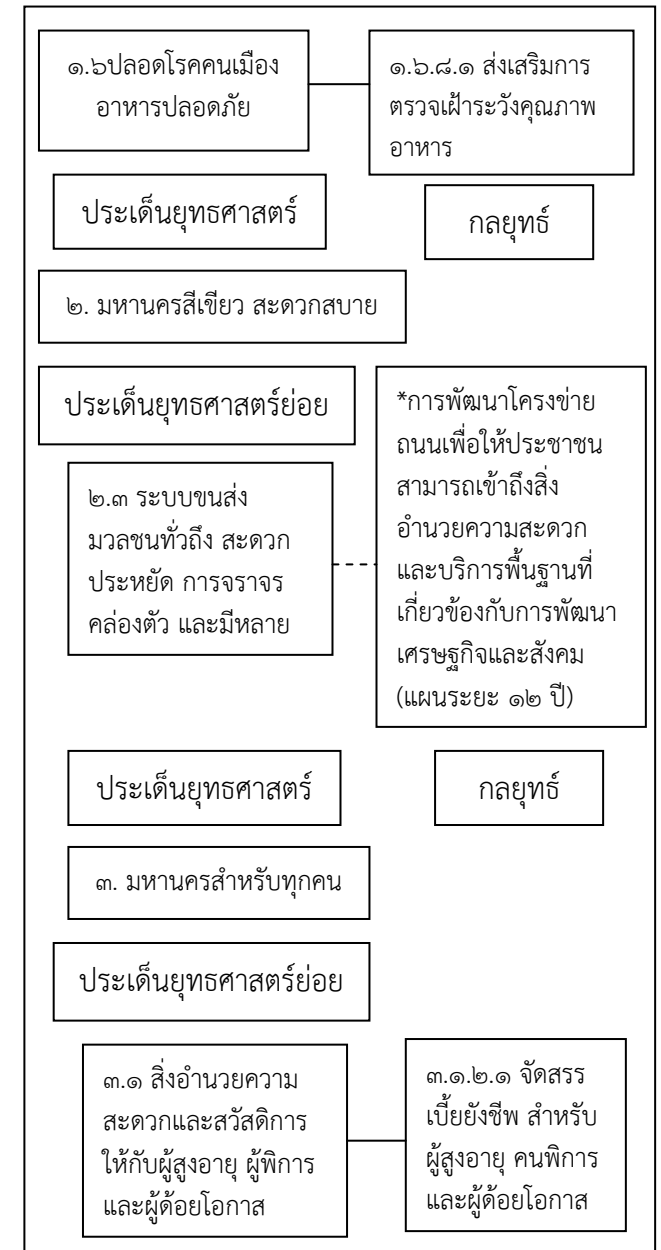 ๑.๖ปลอดโรคคนเมือง
อาหารปลอดภัย
๑.๖.๘.๑ ส่งเสริมการ
ตรวจเฝ้าระวังคุณภาพ
อาหาร
ประเด็นยุทธศาสตร์
กลยุทธ์
๒. มหานครสีเขียว สะดวกสบาย
ประเด็นยุทธศาสตร์ย่อย
๒.๓ ระบบขนส่ง
มวลชนทั่วถึง สะดวก
ประหยัด การจราจร
คล่องตัว และมีหลาย
*การพัฒนาโครงข่าย
ถนนเพื่อให้ประชาชน
สามารถเข้าถึงสิ่ง
อำนวยความสะดวก
และบริการพื้นฐานที่
เกี่ยวข้องกับการพัฒนา
เศรษฐกิจและสังคม
(แผนระยะ ๑๒ ปี)
ประเด็นยุทธศาสตร์
กลยุทธ์
๓. มหานครสำหรับทุกคน
ประเด็นยุทธศาสตร์ย่อย
๓.๑ สิ่งอำนวยความ
สะดวกและสวัสดิการ
ให้กับผู้สูงอายุ ผู้พิการ
และผู้ด้อยโอกาส
๓.๑.๒.๑ จัดสรร
เบี้ยยังชีพ สำหรับ
ผู้สูงอายุ คนพิการ
และผู้ด้อยโอกาส